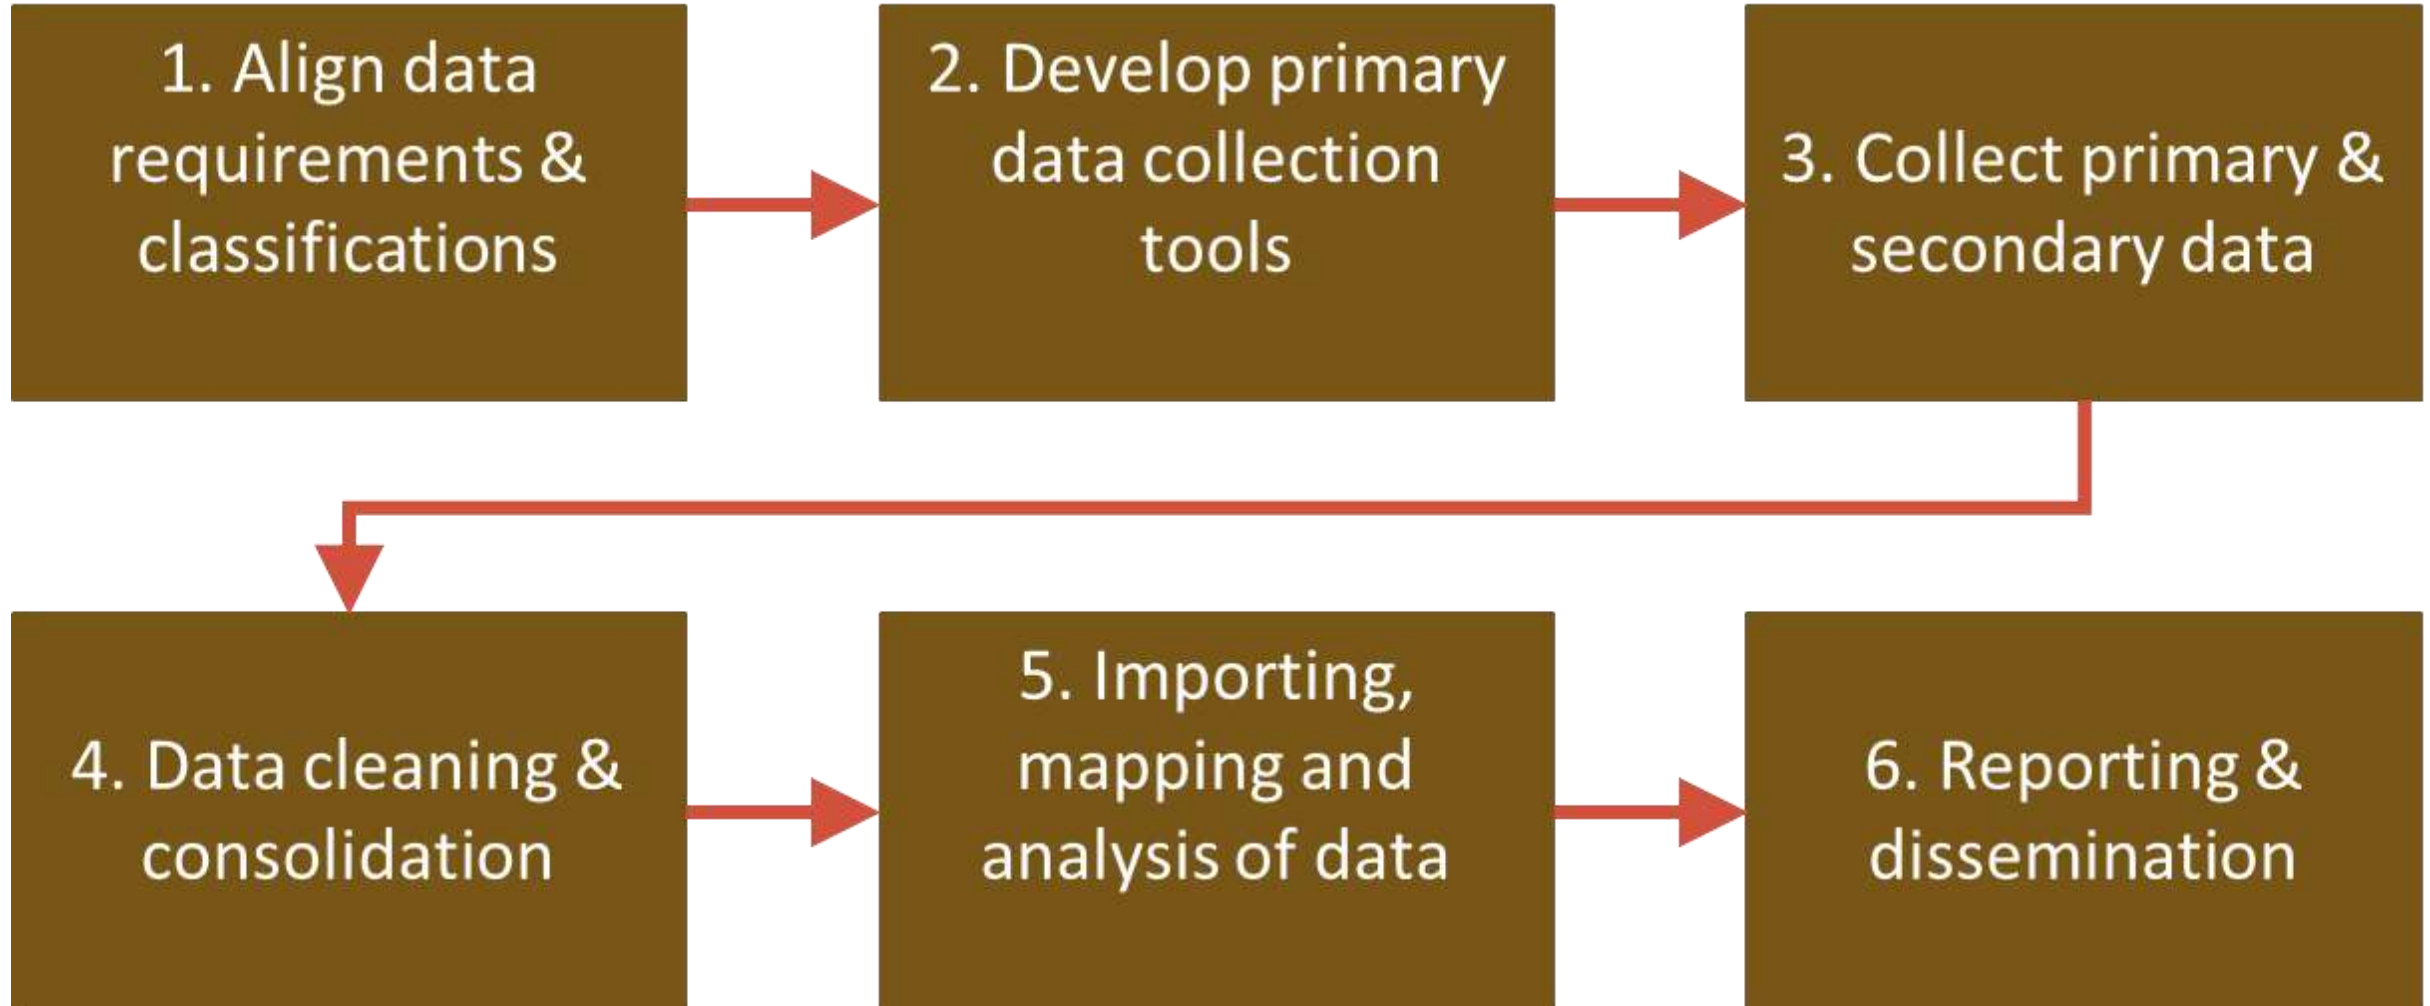 1. Align data
requirements &
classifications
2. Develop primary
data collection
tools
3. Collect primary &
secondary data
4. Data cleaning &
consolidation
5. Importing,
mapping and
analysis of data
6. Reporting &
dissemination